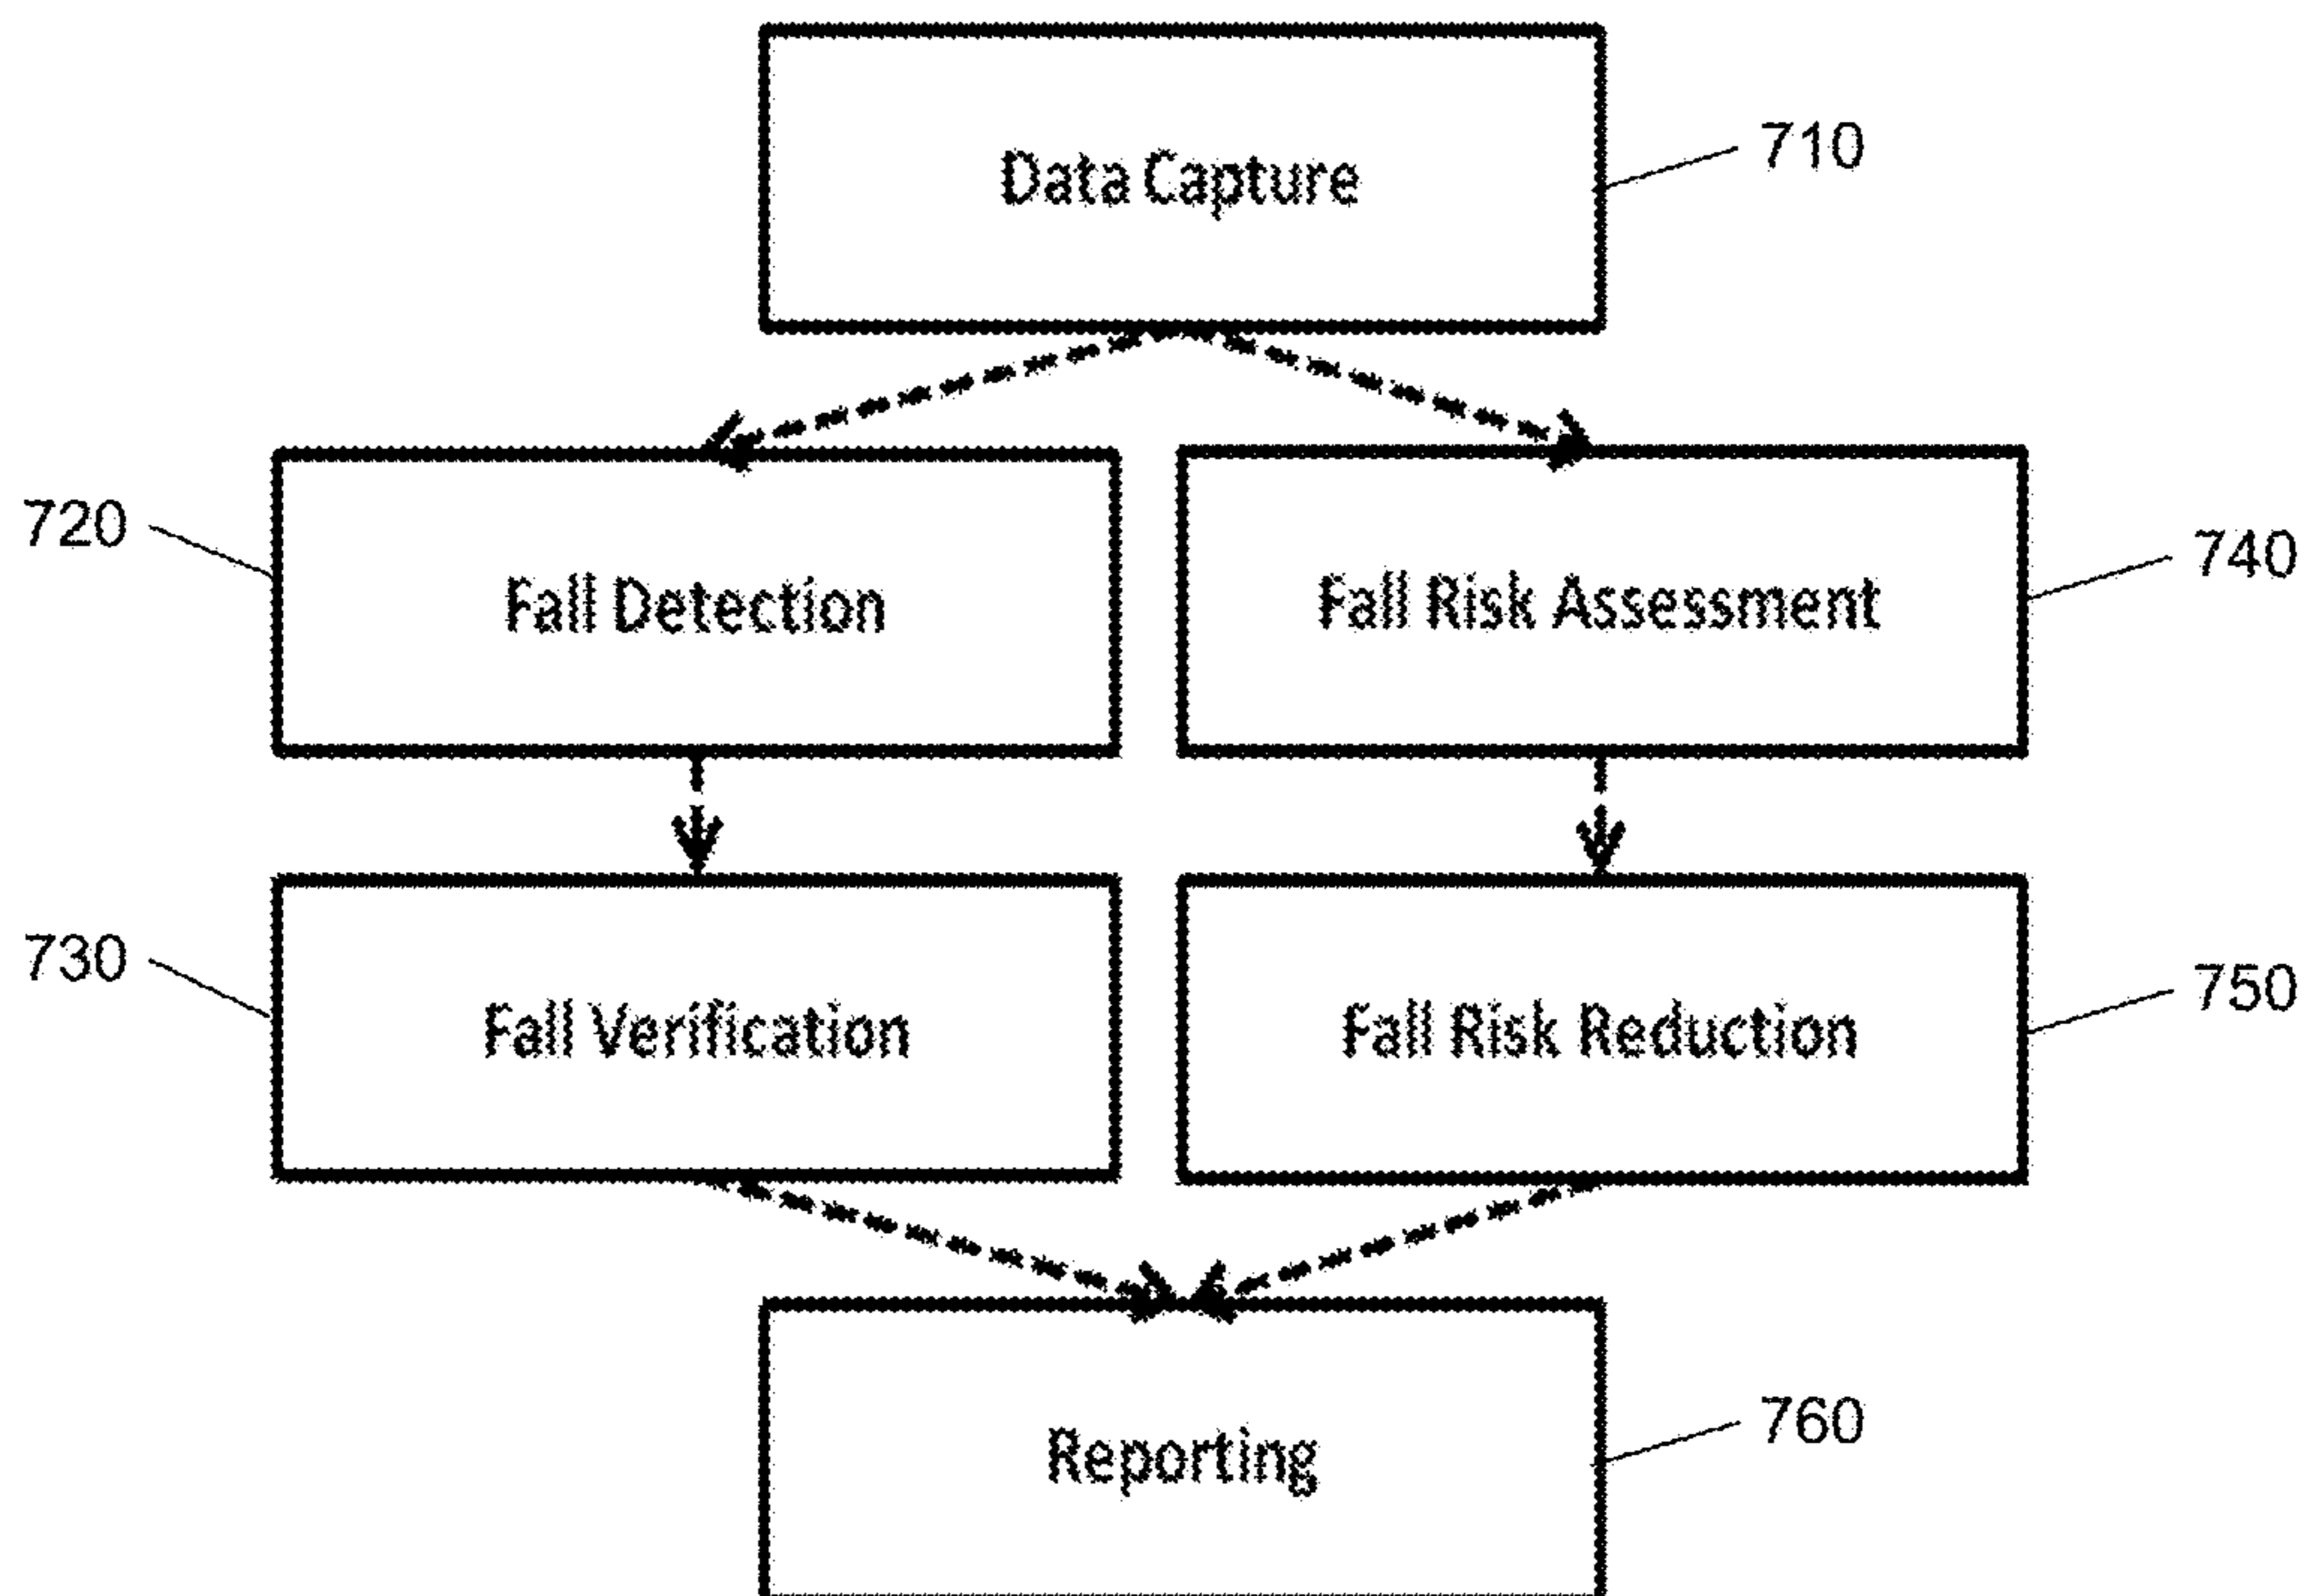 Data Capture
710
720
Fall Detection
Fall Risk Assessment
740
730
Fall Verification
Fall Risk Reduction
750
Reporting
760